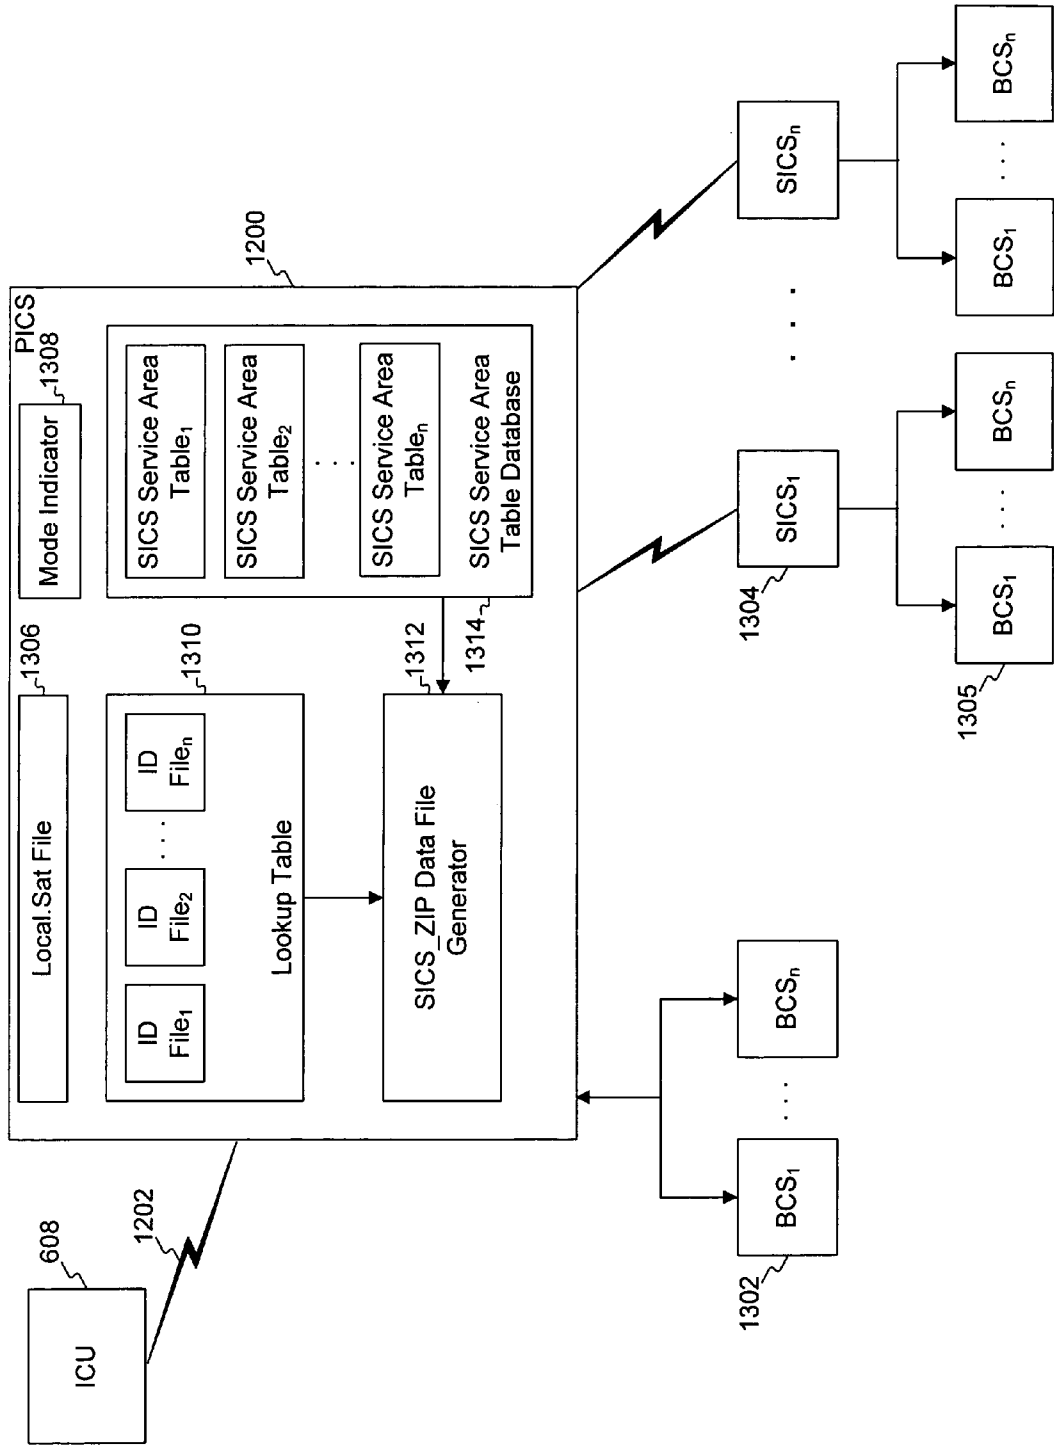 ICU
608
1202
PICS
1200
Local.Sat File
1306
Mode Indicator
1308
ID
File1
ID
File2
. . .
ID
Filen
Lookup Table
1310
SICS_ZIP Data File
Generator
1312
SICS Service Area
Table1
SICS Service Area
Table2
. . .
SICS Service Area
Tablen
SICS Service Area
Table Database
1314
BCS1
. . .
BCSn
1302
SICS1
1304
. . .
SICSn
BCS1
. . .
BCSn
1305
BCS1
. . .
BCSn